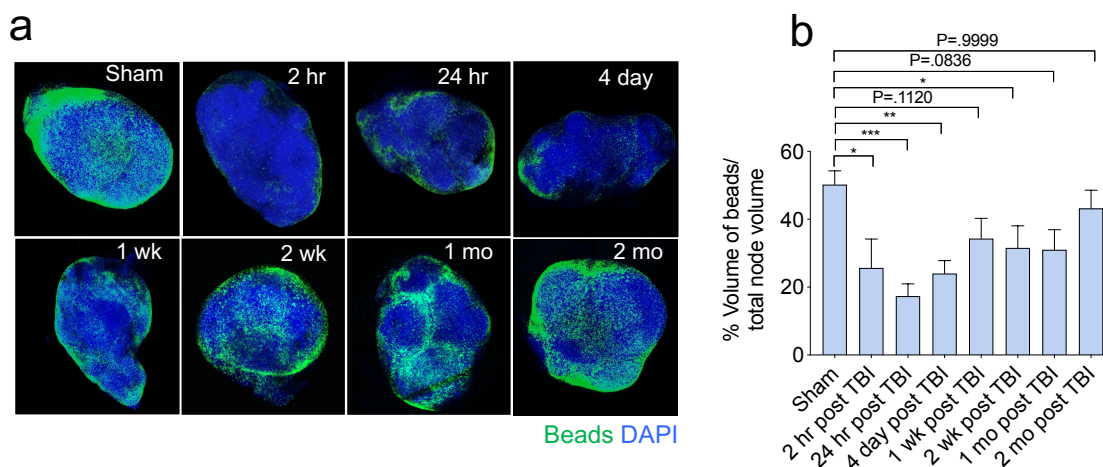 a
Sham
2 hr
24 hr
4 day
1 wk
2 wk
1 mo
2 mo
Beads DAPI
b
P=.9999
P=.0836
*
P=.1120
**
***
*
% Volume of beads/
total node volume
60
40
20
0
Sham
2 hr post TBI
24 hr post TBI
4 day post TBI
1 wk post TBI
2 wk post TBI
1 mo post TBI
2 mo post TBI